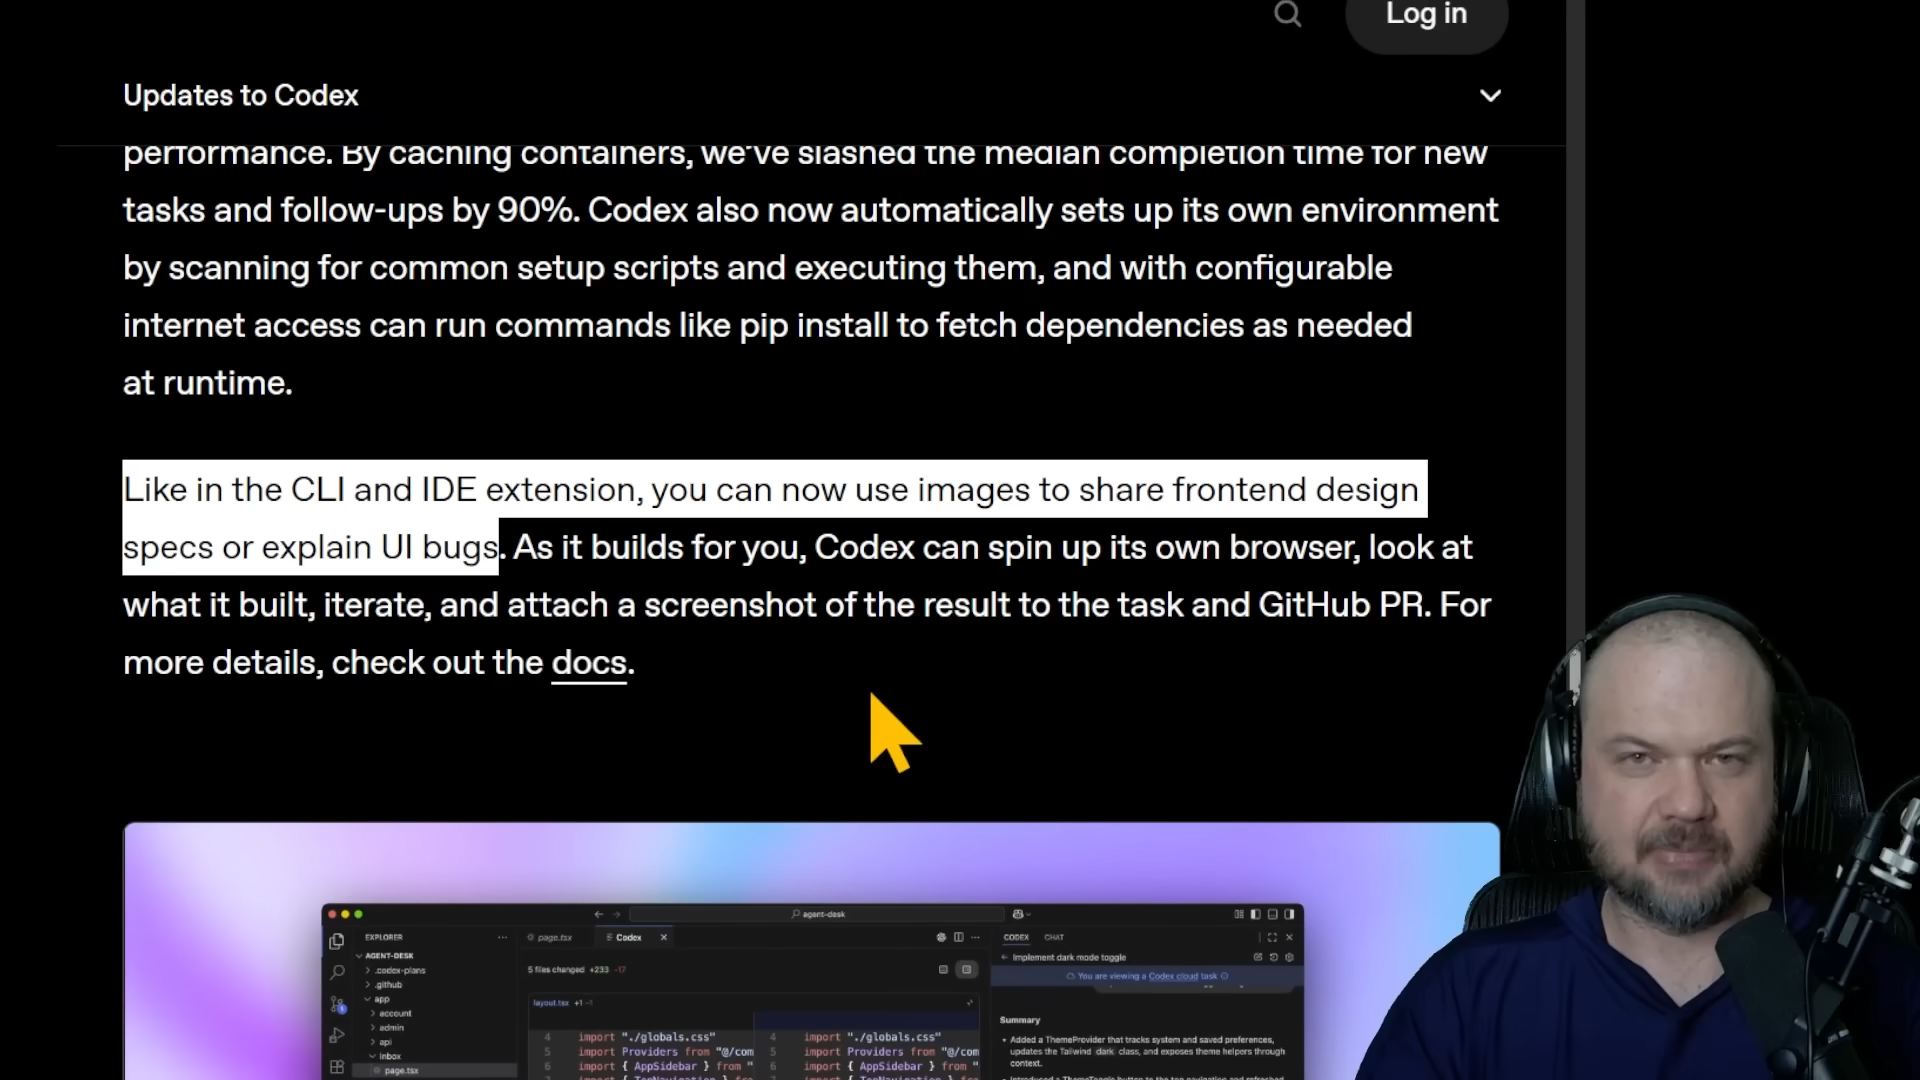 Log in
Updates to Codex
performance. By caching containers, we've slashed the median completion time for new
tasks and follow-ups by 90%. Codex also now automatically sets up its own environment
by scanning for common setup scripts and executing them, and with configurable
internet access can run commands like pip install to fetch dependencies as needed
at runtime.
Like in the CLI and IDE extension, you can now use images to share frontend design
specs or explain UI bugs. As it builds for you, Codex can spin up its own browser, look at
what it built, iterate, and attach a screenshot of the result to the task and GitHub PR. For
more details, check out the docs.
agent-desk
EXPLORER
AGENT-DESK
.codex-plans
.github
app
account
admin
api
inbox
page.tsx
page.tsx
Codex
5 files changed +233 -17
layout.tsx +1 -1
4 import "./globals.css"
5 import Providers from "@/com
6 import { AppSidebar } from "
4 import "./globals.css"
5 import Providers from "@/com
6 import { AppSidebar } from "
CODEX CHAT
Implement dark mode toggle
You are viewing a Codex cloud task
Summary
• Added a ThemeProvider that tracks system and saved preferences,
updates the Tailwind dark class, and exposes theme helpers through
context.